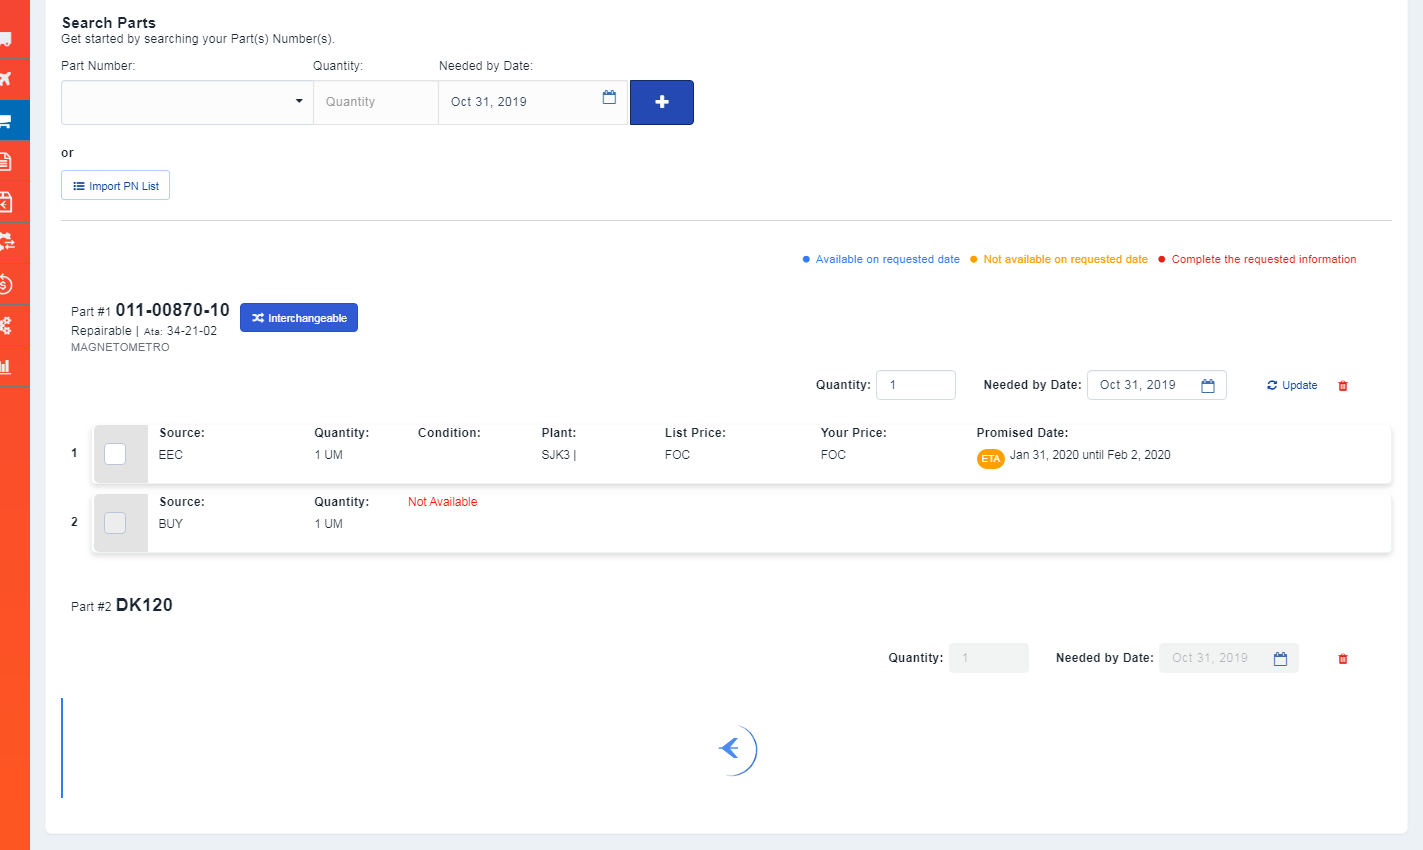 Search Parts
Get started by searching your Part(s) Number(s).
Part Number: Quantity: Needed by Date:
Quantity Oct 31, 2019
or
Import PN List
Available on requested date Not available on requested date Complete the requested information
Part #1 011-00870-10 Interchangeable
Repairable | Ata: 34-21-02
MAGNETOMETRO
Quantity: 1 Needed by Date: Oct 31, 2019 Update
Source: Quantity: Condition: Plant: List Price: Your Price: Promised Date:
1 EEC 1 UM SJK3 | FOC FOC ETA Jan 31, 2020 until Feb 2, 2020
Source: Quantity: Not Available
2 BUY 1 UM
Part #2 DK120
Quantity: 1 Needed by Date: Oct 31, 2019